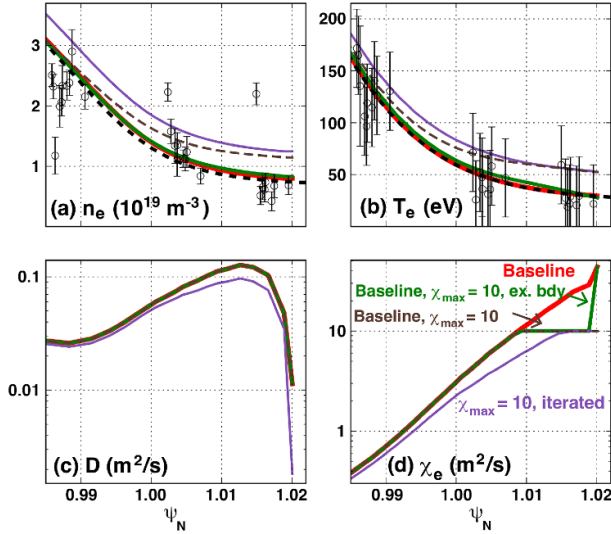 3
2
1
(a) nₑ (10¹⁹ m⁻³)
200
150
100
50
(b) Tₑ (eV)
0.1
0.01
(c) D (m²/s)
0.99
1.00
1.01
1.02
ψ_N
Baseline
Baseline, χ_max = 10, ex. bdy
Baseline, χ_max = 10
χ_max = 10, iterated
10
1
(d) χₑ (m²/s)
0.99
1.00
1.01
1.02
ψ_N